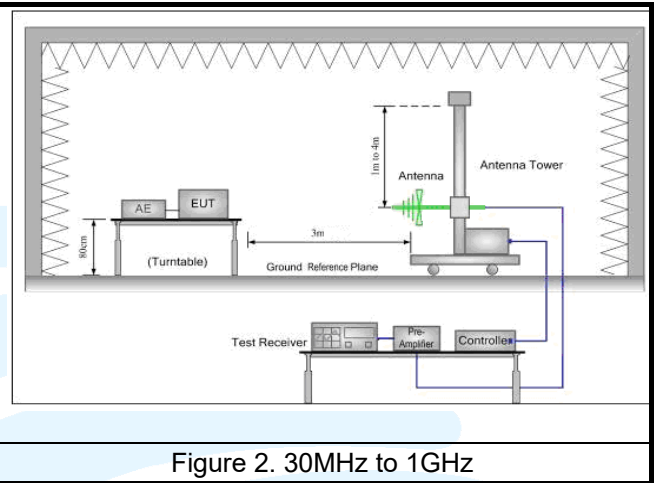 1m to 4m
Antenna
Antenna Tower
AE
EUT
80cm
(Turntable)
3m
Ground Reference Plane
Test Receiver
Pre-
Amplifier
Controller
Figure 2. 30MHz to 1GHz